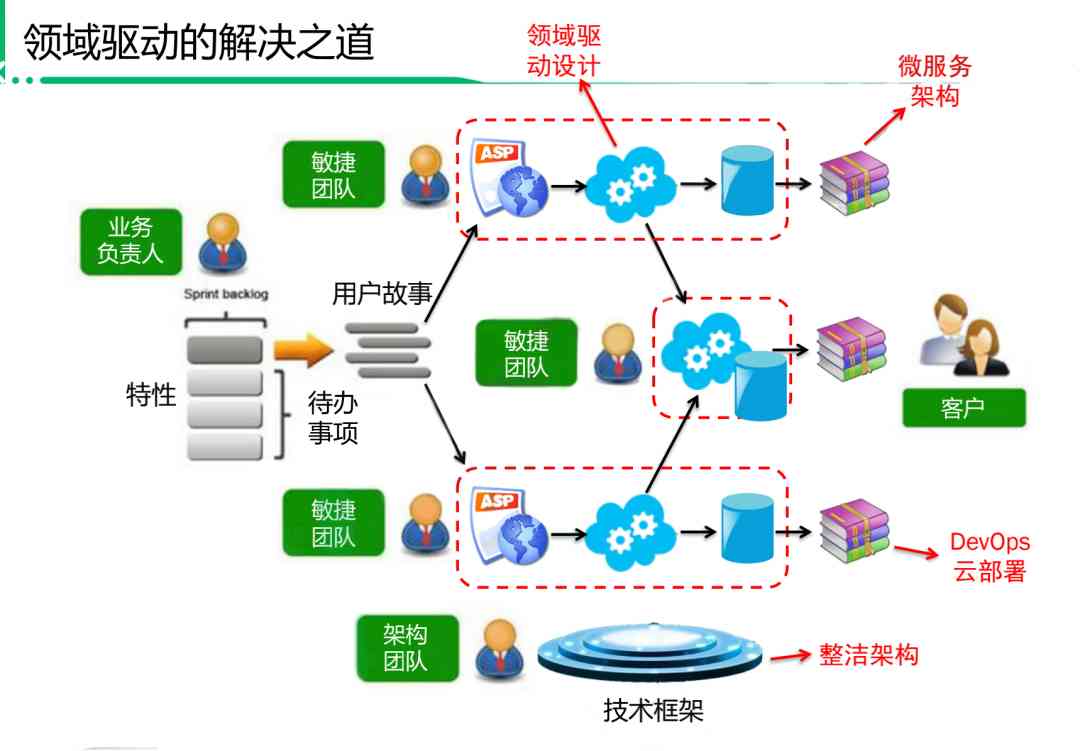 领域驱动的解决之道
领域驱
动设计
微服务
架构
敏捷
团队
ASP
业务
负责人
Sprint backlog
用户故事
敏捷
团队
特性
待办
事项
客户
敏捷
团队
ASP
DevOps
云部署
架构
团队
整洁架构
技术框架